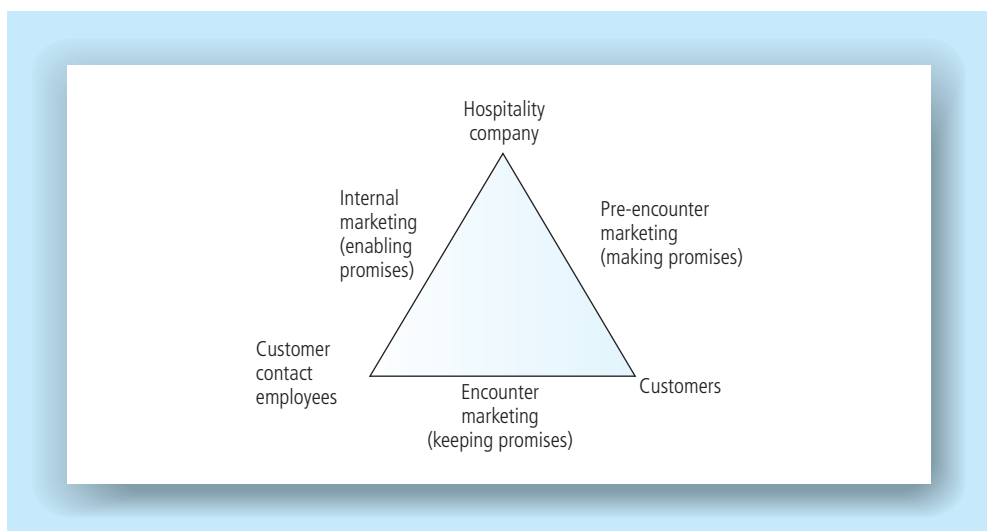 Hospitality
company
Internal
marketing
(enabling
promises)
Pre-encounter
marketing
(making promises)
Customer
contact
employees
Encounter
marketing
(keeping promises)
Customers